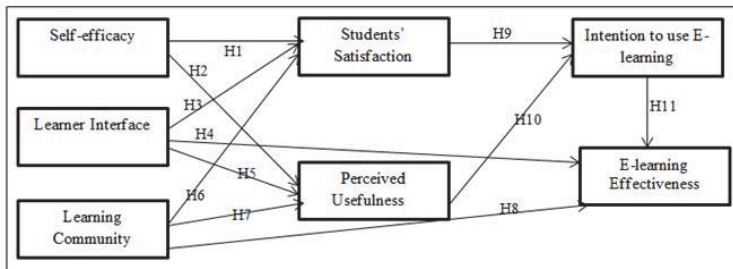 Self-efficacy
Students'
Satisfaction
Intention to use E-
learning
H1
H9
H2
H3
Learner Interface
H4
H10
H11
H5
H6
Perceived
Usefulness
E-learning
Effectiveness
Learning
Community
H7
H8